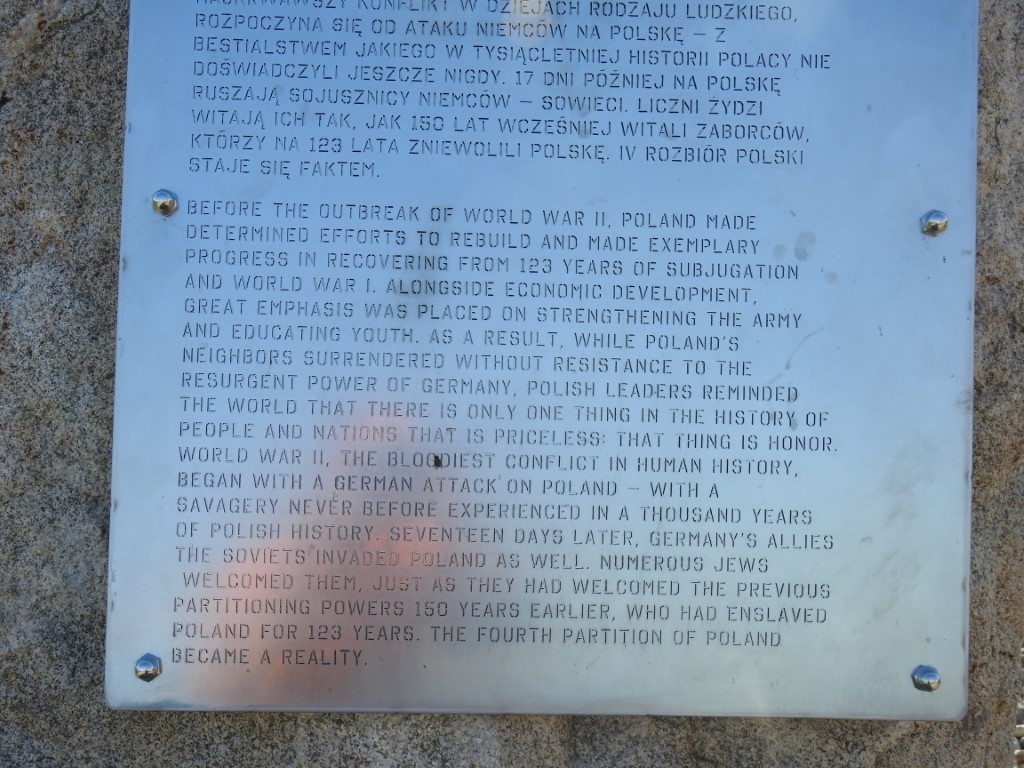 NAJKRWAWSZY KONFLIKT W DZIEJACH RODZAJU LUDZKIEGO,
ROZPOCZYNA SIĘ OD ATAKU NIEMCÓW NA POLSKĘ – Z
BESTIALSTWEM JAKIEGO W TYSIĄCLETNIEJ HISTORII POLACY NIE
DOŚWIADCZYLI JESZCZE NIGDY. 17 DNI PÓŹNIEJ NA POLSKĘ
RUSZAJĄ SOJUSZNICY NIEMCÓW – SOWIECI. LICZNI ŻYDZI
WITAJĄ ICH TAK, JAK 150 LAT WCZEŚNIEJ WITALI ZABORCÓW,
KTÓRZY NA 123 LATA ZNIEWOLILI POLSKĘ. IV ROZBIÓR POLSKI
STAJE SIĘ FAKTEM.
BEFORE THE OUTBREAK OF WORLD WAR II, POLAND MADE
DETERMINED EFFORTS TO REBUILD AND MADE EXEMPLARY
PROGRESS IN RECOVERING FROM 123 YEARS OF SUBJUGATION
AND WORLD WAR I. ALONGSIDE ECONOMIC DEVELOPMENT,
GREAT EMPHASIS WAS PLACED ON STRENGTHENING THE ARMY
AND EDUCATING YOUTH. AS A RESULT, WHILE POLAND'S
NEIGHBORS SURRENDERED WITHOUT RESISTANCE TO THE
RESURGENT POWER OF GERMANY, POLISH LEADERS REMINDED
THE WORLD THAT THERE IS ONLY ONE THING IN THE HISTORY OF
PEOPLE AND NATIONS THAT IS PRICELESS: THAT THING IS HONOR.
WORLD WAR II, THE BLOODIEST CONFLICT IN HUMAN HISTORY,
BEGAN WITH A GERMAN ATTACK ON POLAND – WITH A
SAVAGERY NEVER BEFORE EXPERIENCED IN A THOUSAND YEARS
OF POLISH HISTORY. SEVENTEEN DAYS LATER, GERMANY'S ALLIES
THE SOVIETS INVADED POLAND AS WELL. NUMEROUS JEWS
WELCOMED THEM, JUST AS THEY HAD WELCOMED THE PREVIOUS
PARTITIONING POWERS 150 YEARS EARLIER, WHO HAD ENSLAVED
POLAND FOR 123 YEARS. THE FOURTH PARTITION OF POLAND
BECAME A REALITY.